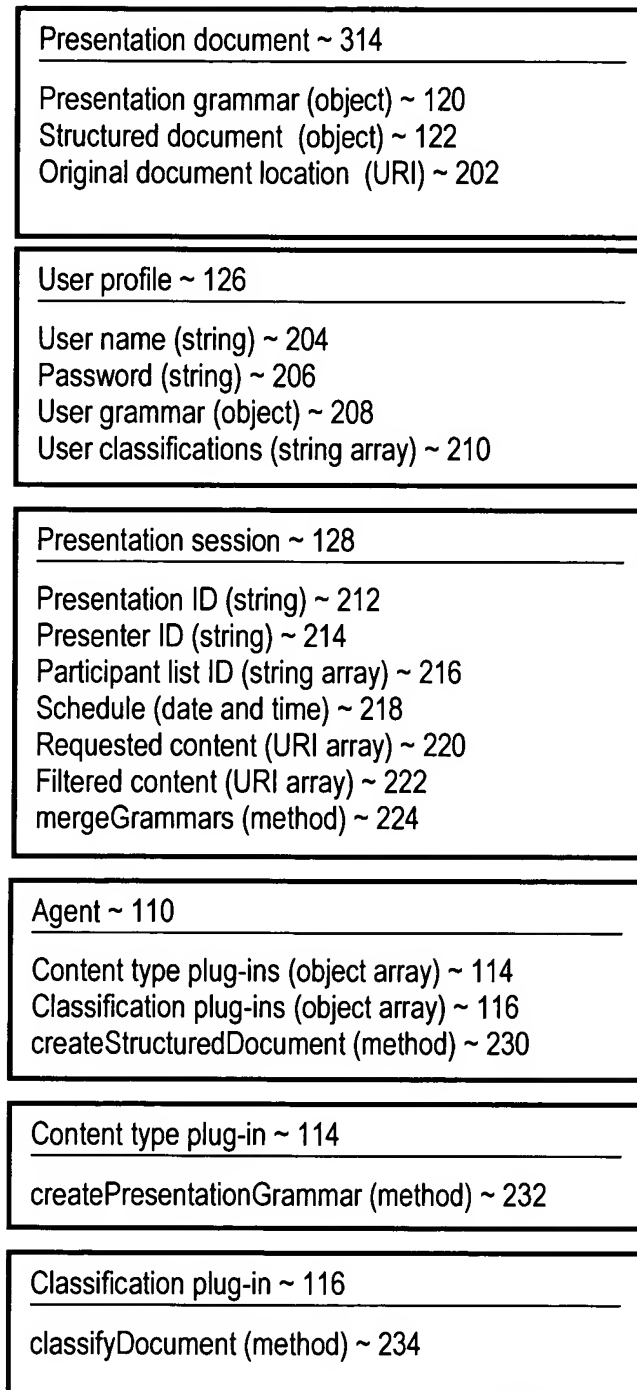 Presentation document ~ 314
Presentation grammar (object) ~ 120
Structured document (object) ~ 122
Original document location (URI) ~ 202
User profile ~ 126
User name (string) ~ 204
Password (string) ~ 206
User grammar (object) ~ 208
User classifications (string array) ~ 210
Presentation session ~ 128
Presentation ID (string) ~ 212
Presenter ID (string) ~ 214
Participant list ID (string array) ~ 216
Schedule (date and time) ~ 218
Requested content (URI array) ~ 220
Filtered content (URI array) ~ 222
mergeGrammars (method) ~ 224
Agent ~ 110
Content type plug-ins (object array) ~ 114
Classification plug-ins (object array) ~ 116
createStructuredDocument (method) ~ 230
Content type plug-in ~ 114
createPresentationGrammar (method) ~ 232
Classification plug-in ~ 116
classifyDocument (method) ~ 234